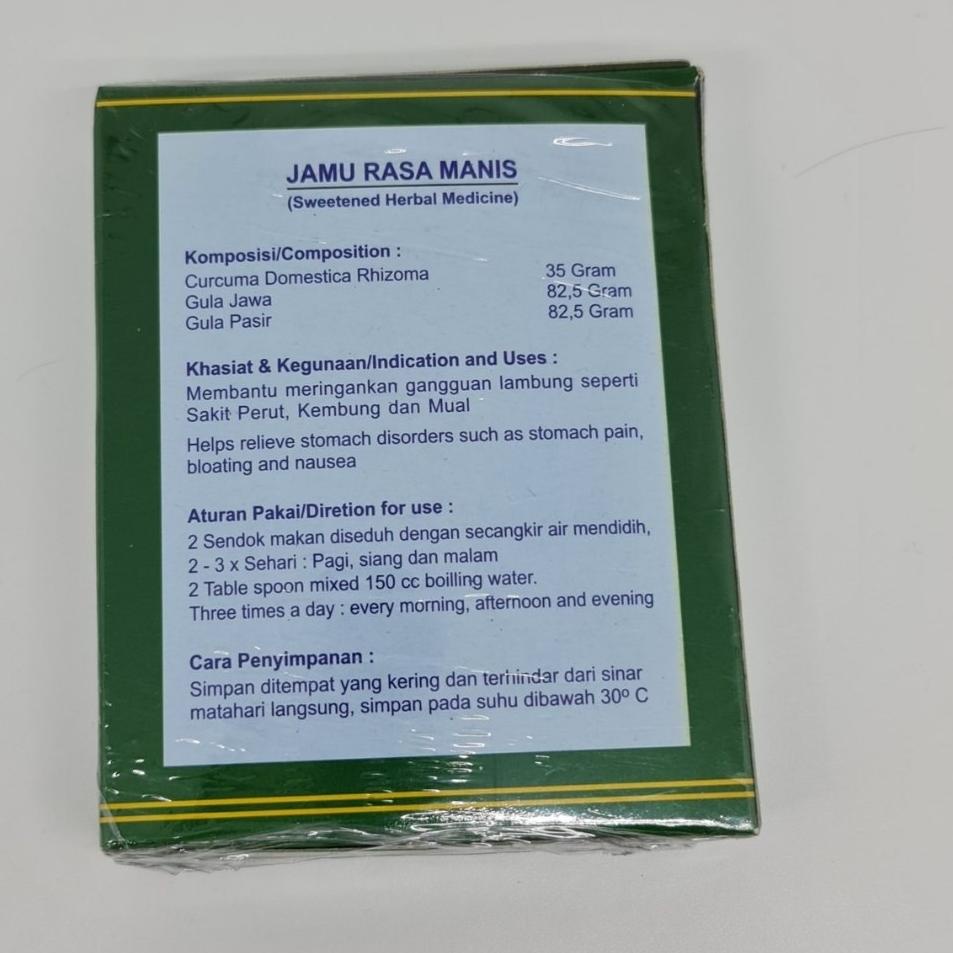 JAMU RASA MANIS
(Sweetened Herbal Medicine)
Komposisi/Composition :
Curcuma Domestica Rhizoma 35 Gram
Gula Jawa 82,5 Gram
Gula Pasir 82,5 Gram
Khasiat & Kegunaan/Indication and Uses :
Membantu meringankan gangguan lambung seperti
Sakit Perut, Kembung dan Mual
Helps relieve stomach disorders such as stomach pain,
bloating and nausea
Aturan Pakai/Diretion for use :
2 Sendok makan diseduh dengan secangkir air mendidih,
2 - 3 x Sehari : Pagi, siang dan malam
2 Table spoon mixed 150 cc boilling water.
Three times a day : every morning, afternoon and evening
Cara Penyimpanan :
Simpan ditempat yang kering dan terhindar dari sinar
matahari langsung, simpan pada suhu dibawah 30º C